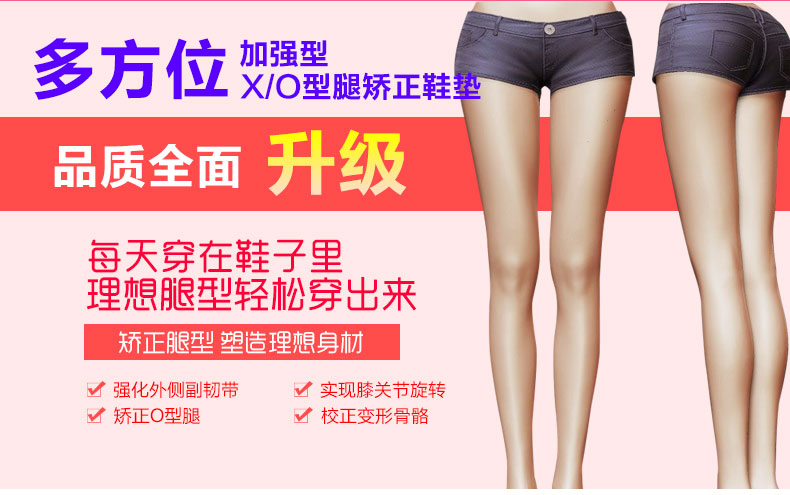 多方位
加强型
X/O型腿矫正鞋垫
品质全面 升级
每天穿在鞋子里
理想腿型轻松穿出来
矫正腿型 塑造理想身材
强化外侧副韧带
实现膝关节旋转
矫正O型腿
校正变形骨骼